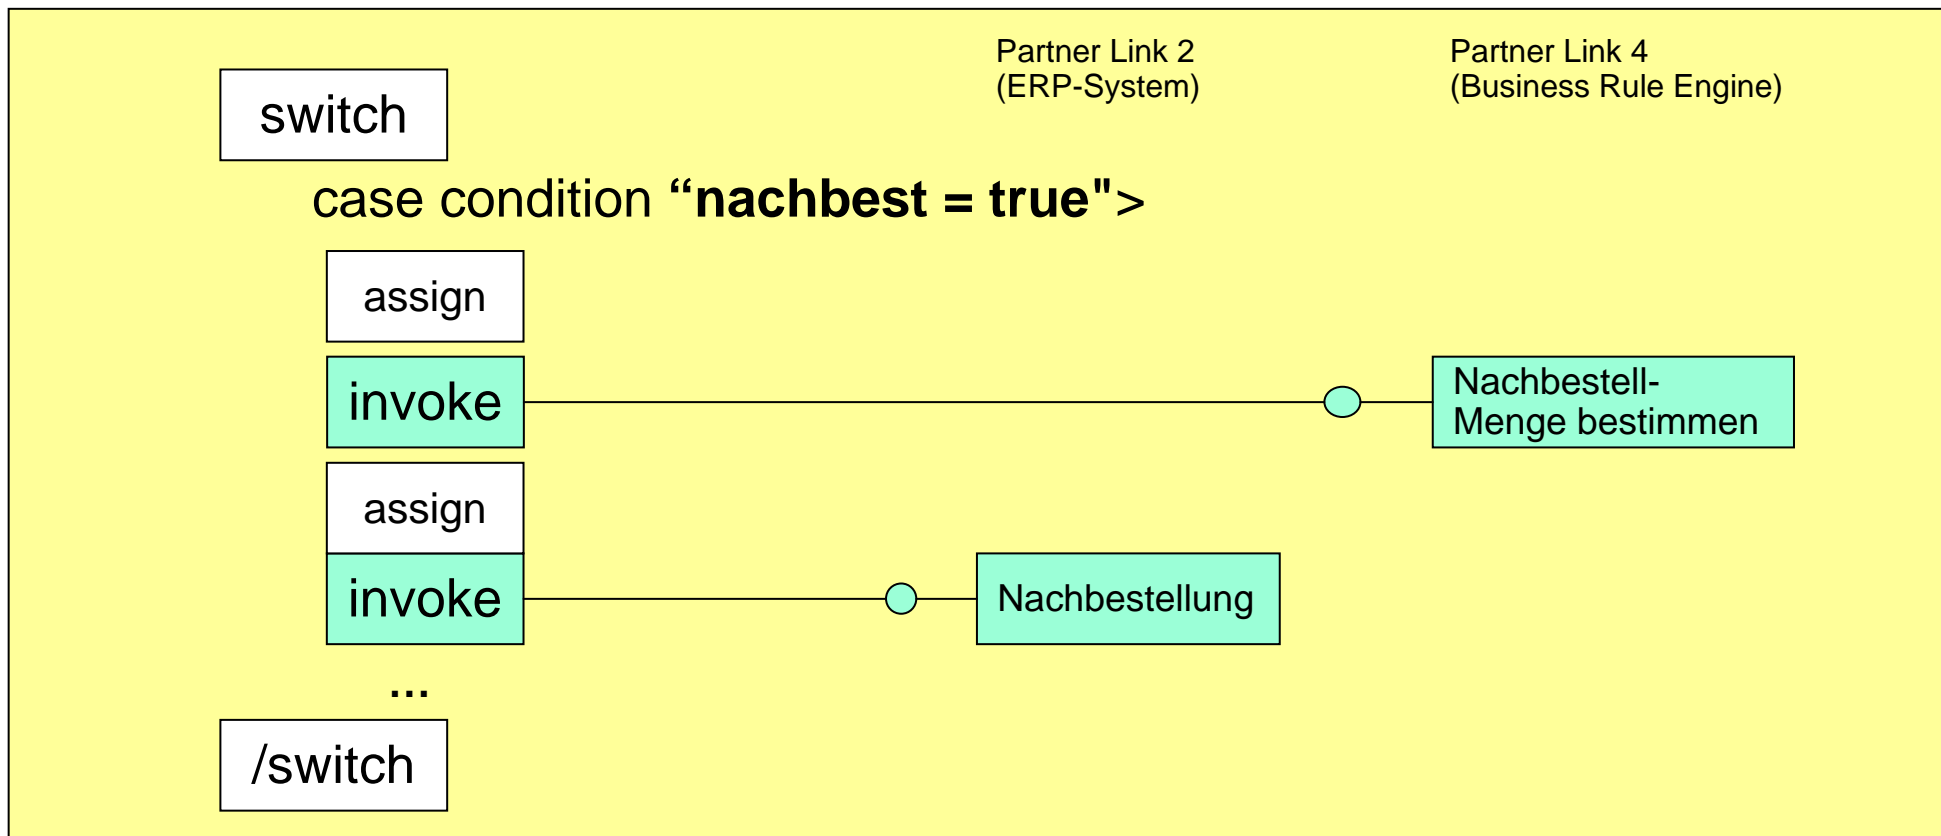 Partner Link 2
(ERP-System)
Partner Link 4
(Business Rule Engine)
switch
case condition “nachbest = true">
assign
invoke
Nachbestell-
Menge bestimmen
assign
invoke
Nachbestellung
...
/switch